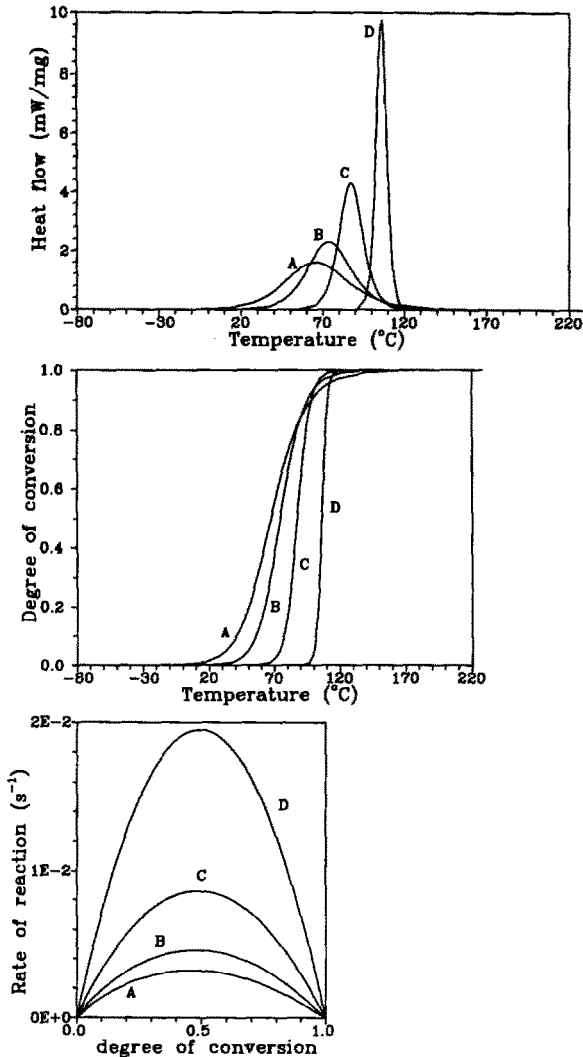 Heat flow (mW/mg)
10
8
6
4
2
0
A
B
C
D
-80
-30
20
70
120
170
220
Temperature (°C)
Degree of conversion
1.0
0.8
0.6
0.4
0.2
0.0
A
B
C
D
-80
-30
20
70
120
170
220
Temperature (°C)
Rate of reaction (s⁻¹)
2E-2
1E-2
0E+0
D
C
B
A
0.0
0.5
1.0
degree of conversion